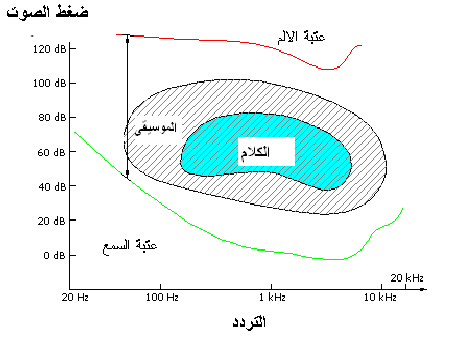 ضغط الصوت
عتبة الالم
120 dB
100 dB
80 dB
الموسيقى
60 dB
الكلام
40 dB
20 dB
0 dB
عتبة السمع
20 kHz
20 Hz 100 Hz 1 kHz 10 kHz
التردد